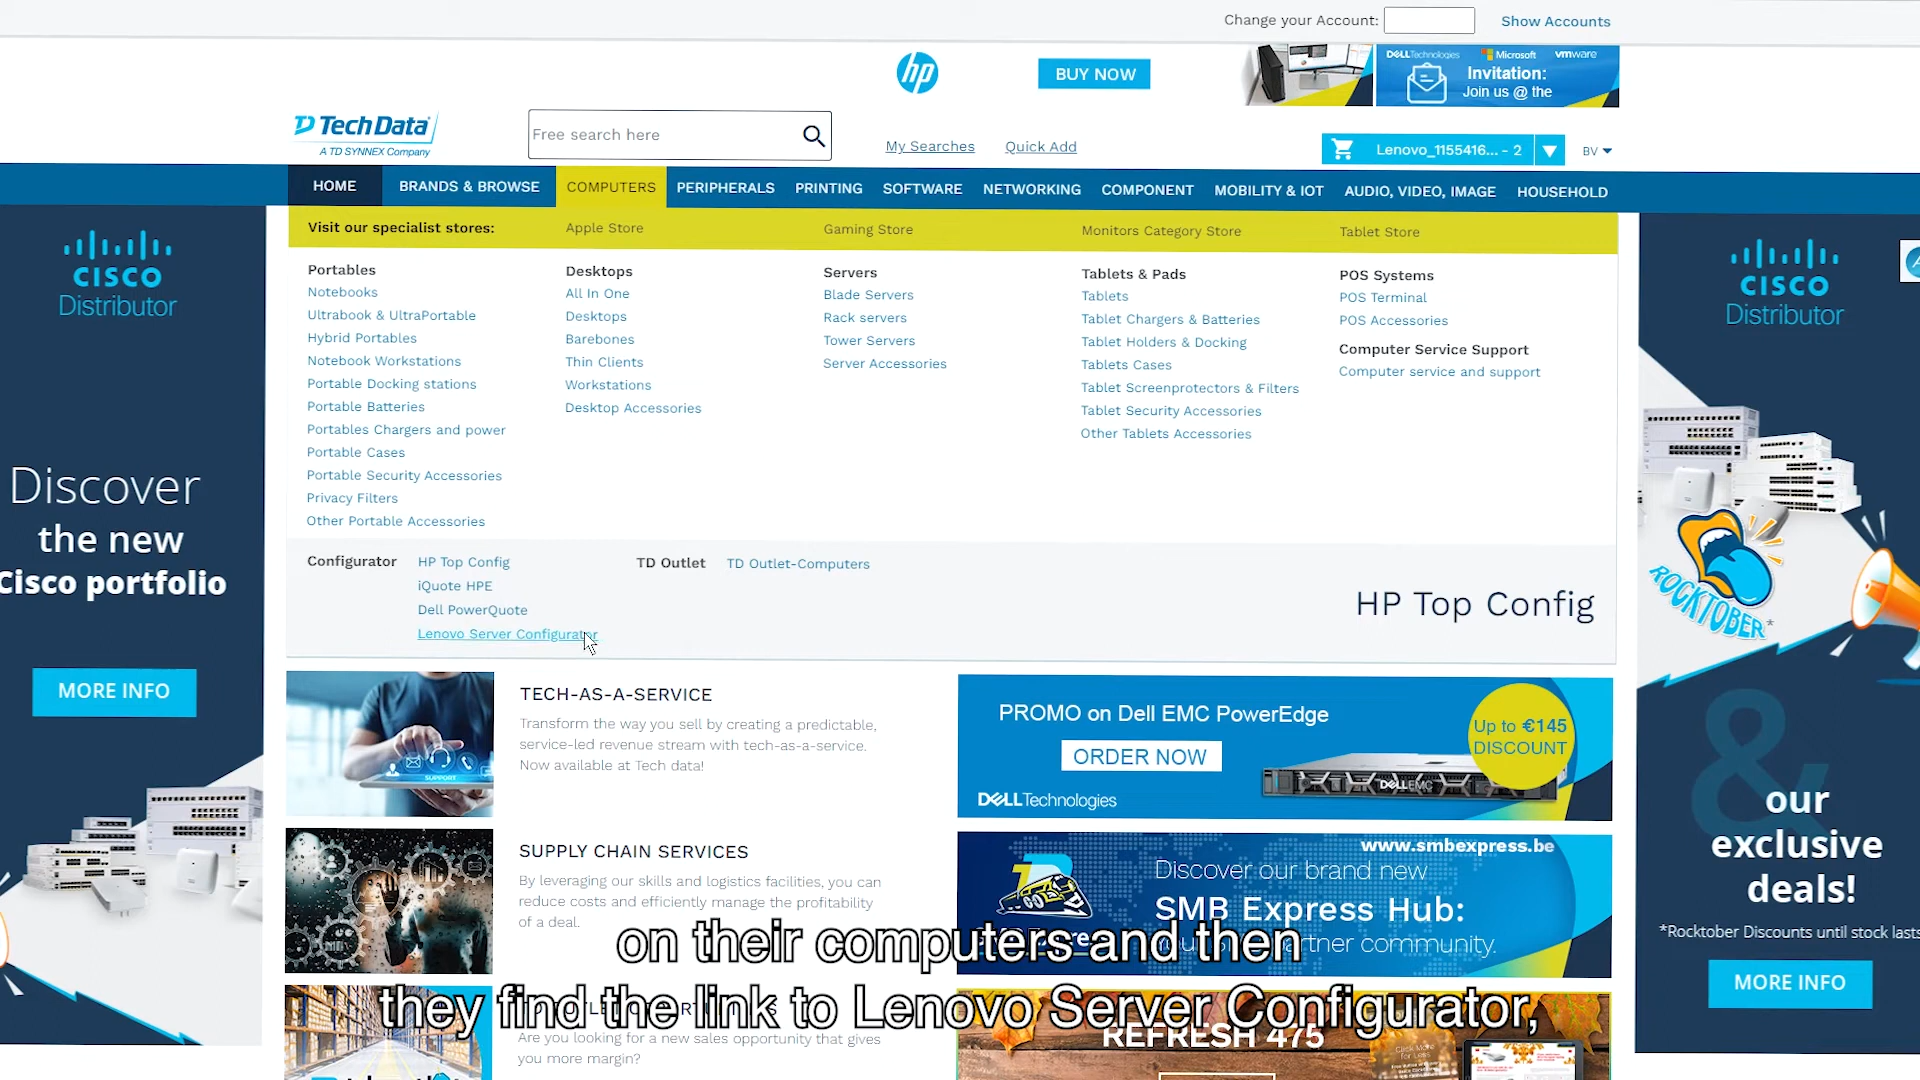 Change your Account:
Show Accounts
hp
BUY NOW
DELLTechnologies Microsoft vmware
Invitation:
Join us @ the
TechData
A TD SYNNEX Company
Free search here
My Searches
Quick Add
Lenovo_1155416... - 2
BV
HOME
BRANDS & BROWSE
COMPUTERS
PERIPHERALS
PRINTING
SOFTWARE
NETWORKING
COMPONENT
MOBILITY & IOT
AUDIO, VIDEO, IMAGE
HOUSEHOLD
Visit our specialist stores:
Apple Store
Gaming Store
Monitors Category Store
Tablet Store
Portables
Notebooks
Ultrabook & UltraPortable
Hybrid Portables
Notebook Workstations
Portable Docking stations
Portable Batteries
Portables Chargers and power
Portable Cases
Portable Security Accessories
Privacy Filters
Other Portable Accessories
Desktops
All In One
Desktops
Barebones
Thin Clients
Workstations
Desktop Accessories
Servers
Blade Servers
Rack servers
Tower Servers
Server Accessories
Tablets & Pads
Tablets
Tablet Chargers & Batteries
Tablet Holders & Docking
Tablets Cases
Tablet Screenprotectors & Filters
Tablet Security Accessories
Other Tablets Accessories
POS Systems
POS Terminal
POS Accessories
Computer Service Support
Computer service and support
Configurator
HP Top Config
iQuote HPE
Dell PowerQuote
Lenovo Server Configurator
TD Outlet
TD Outlet-Computers
HP Top Config
CISCO
Distributor
Discover
the new
Cisco portfolio
MORE INFO
CISCO
Distributor
ROCKTOBER*
&
our
exclusive
deals!
*Rocktober Discounts until stock lasts
MORE INFO
SUPPORT
TECH-AS-A-SERVICE
Transform the way you sell by creating a predictable,
service-led revenue stream with tech-as-a-service.
Now available at Tech data!
PROMO on Dell EMC PowerEdge
ORDER NOW
DELLTechnologies
DELLEMC
Up to €145
DISCOUNT
SUPPLY CHAIN SERVICES
By leveraging our skills and logistics facilities, you can
reduce costs and efficiently manage the profitability
of a deal.
www.smbexpress.be
Discover our brand new
SMB Express Hub:
partner community.
Are you looking for a new sales opportunity that gives
you more margin?
REFRESH 475
on their computers and then
they find the link to Lenovo Server Configurator,